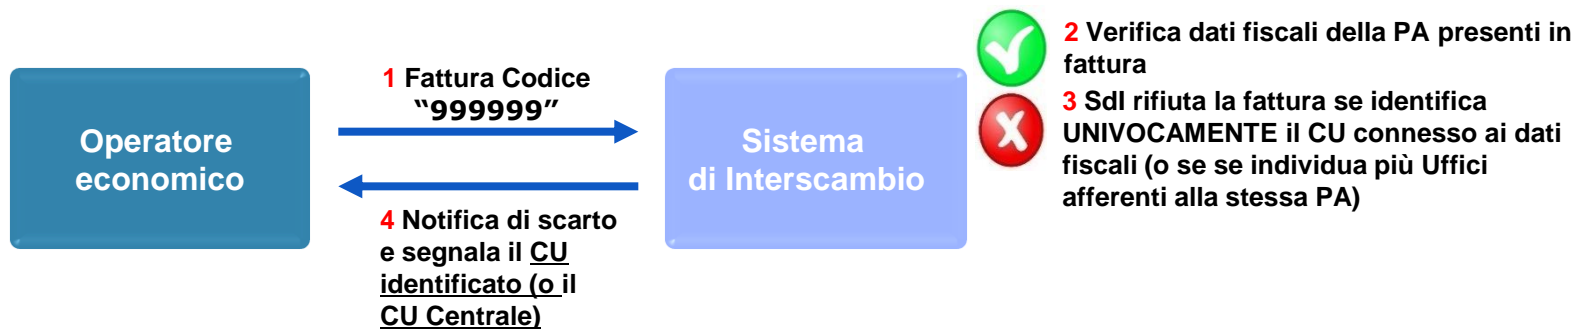 Operatore
economico
1 Fattura Codice
“999999”
4 Notifica di scarto
e segnala il CU
identificato (o il
CU Centrale)
Sistema
di Interscambio
2 Verifica dati fiscali della PA presenti in
fattura
3 SdI rifiuta la fattura se identifica
UNIVOCAMENTE il CU connesso ai dati
fiscali (o se se individua più Uffici
afferenti alla stessa PA)